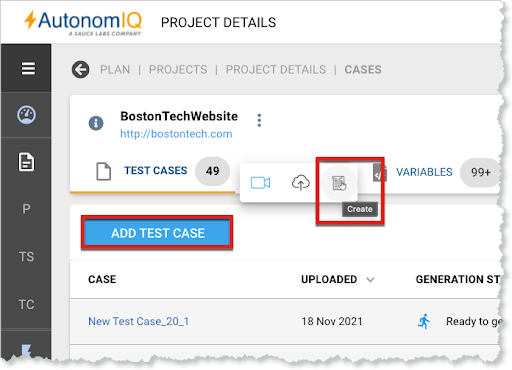 AutonomIQ
A SAUCE LABS COMPANY
PROJECT DETAILS
PLAN | PROJECTS | PROJECT DETAILS | CASES
BostonTechWebsite
http://bostontech.com
TEST CASES 49
</>
VARIABLES 99+
Create
ADD TEST CASE
P
TS
TC
CASE UPLOADED GENERATION ST
New Test Case_20_1 18 Nov 2021 Ready to ge